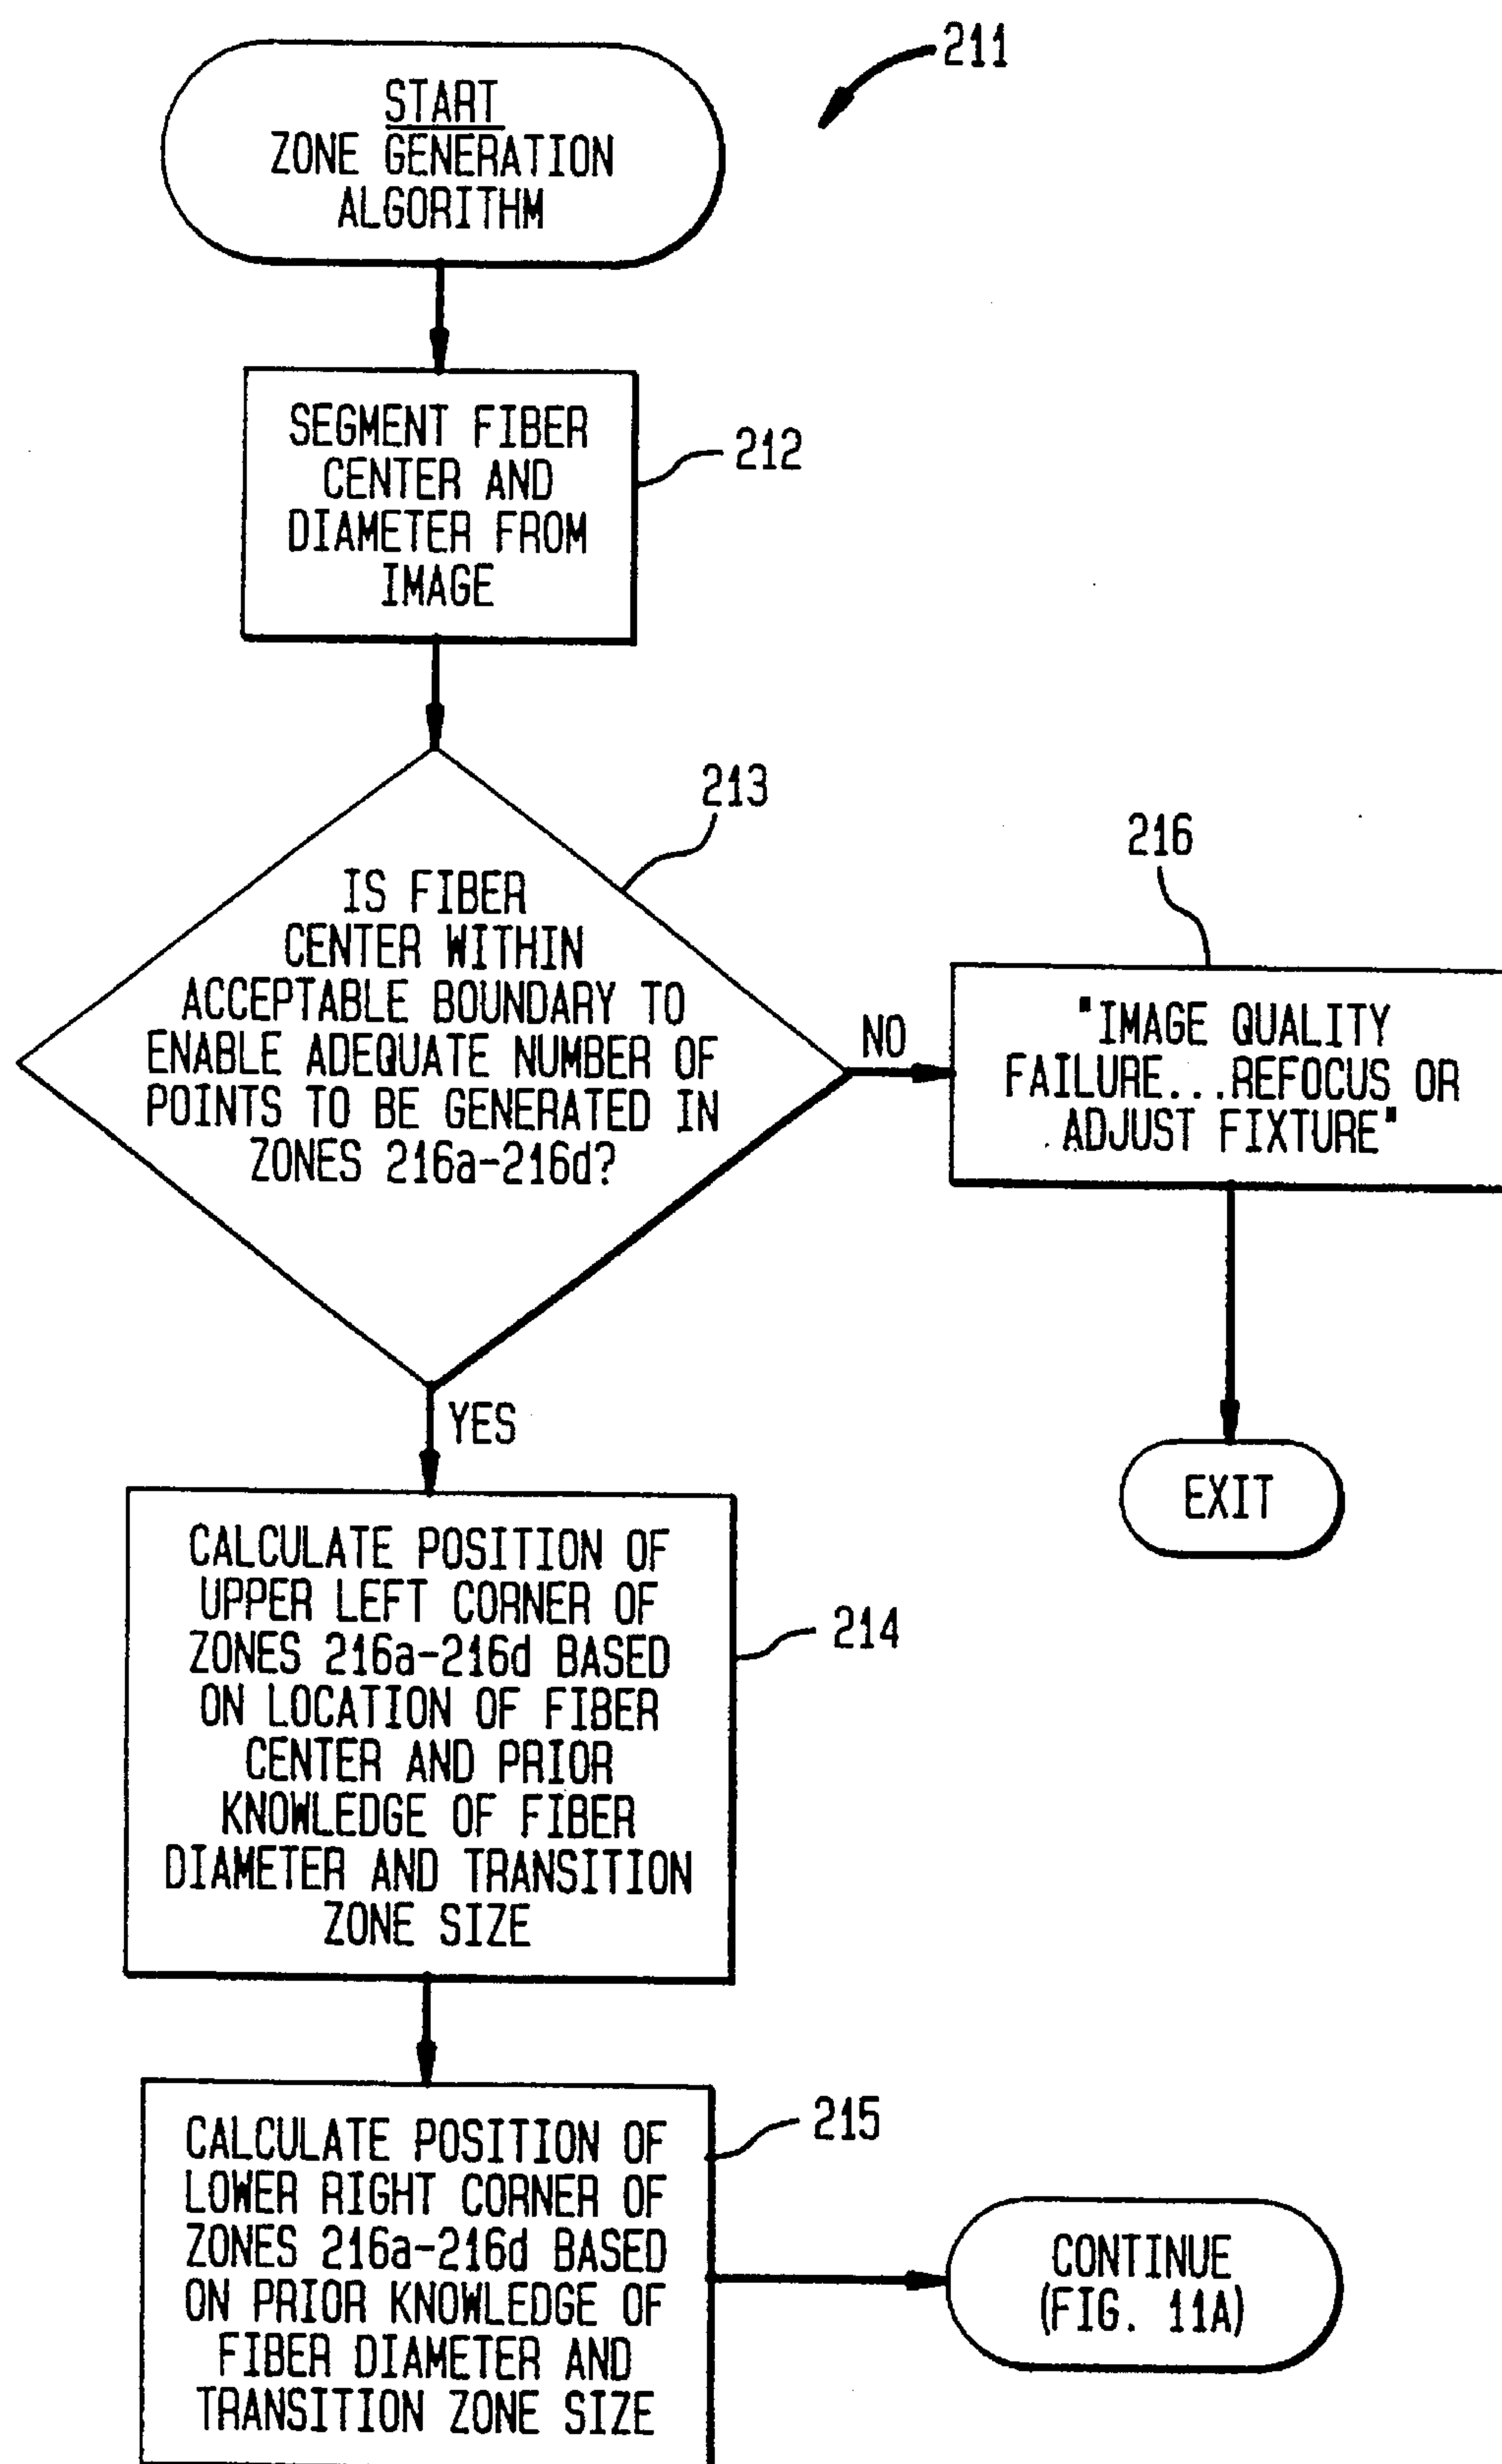 211
START
ZONE GENERATION
ALGORITHM
SEGMENT FIBER
CENTER AND
DIAMETER FROM
IMAGE
212
213
IS FIBER
CENTER WITHIN
ACCEPTABLE BOUNDARY TO
ENABLE ADEQUATE NUMBER OF
POINTS TO BE GENERATED IN
ZONES 216a-216d?
NO
216
"IMAGE QUALITY
FAILURE...REFOCUS OR
ADJUST FIXTURE"
EXIT
YES
CALCULATE POSITION OF
UPPER LEFT CORNER OF
ZONES 216a-216d BASED
ON LOCATION OF FIBER
CENTER AND PRIOR
KNOWLEDGE OF FIBER
DIAMETER AND TRANSITION
ZONE SIZE
214
CALCULATE POSITION OF
LOWER RIGHT CORNER OF
ZONES 216a-216d BASED
ON PRIOR KNOWLEDGE OF
FIBER DIAMETER AND
TRANSITION ZONE SIZE
215
CONTINUE
(FIG. 11A)